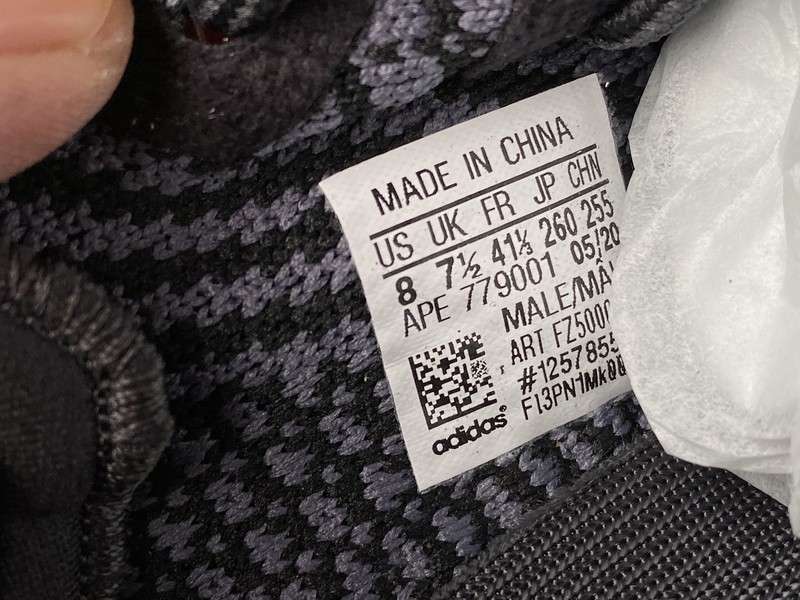 MADE IN CHINA
US UK FR JP CHN
8 7½ 41⅓ 260 255
APE 779001 05/20
MALE/MÂ
ART FZ500
#1257855
adidas®